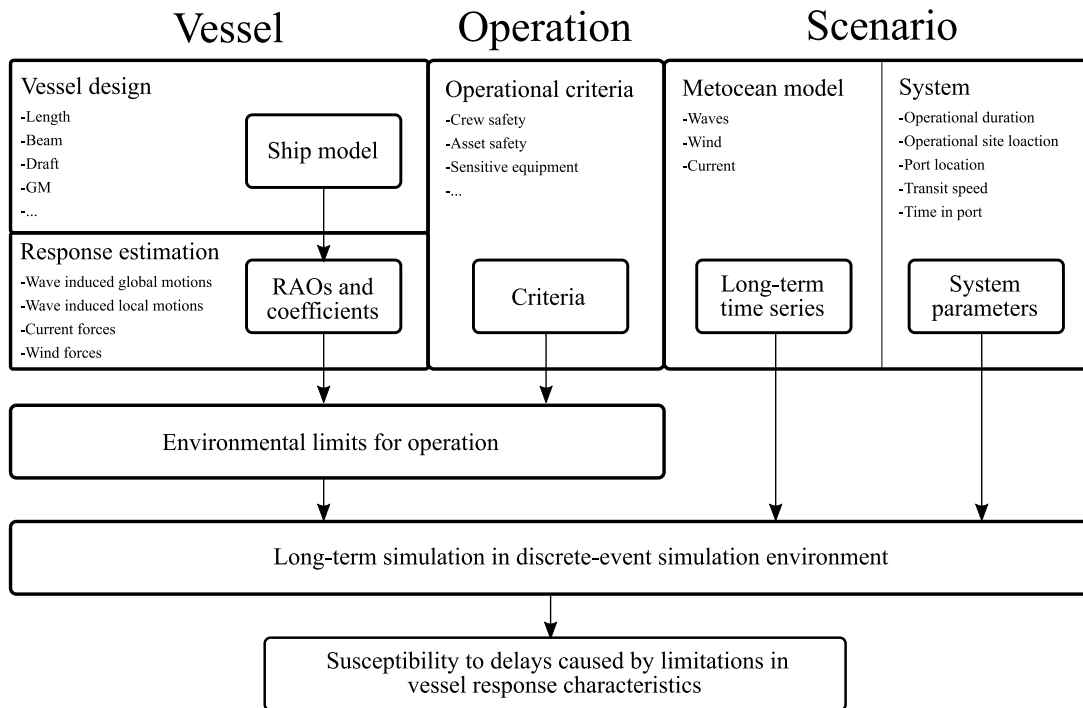 Vessel
Operation
Scenario
Vessel design
-Length
-Beam
-Draft
-GM
-...
Ship model
Response estimation
-Wave induced global motions
-Wave induced local motions
-Current forces
-Wind forces
RAOs and
coefficients
Operational criteria
-Crew safety
-Asset safety
-Sensitive equipment
-...
Criteria
Metocean model
-Waves
-Wind
-Current
Long-term
time series
System
-Operational duration
-Operational site loaction
-Port location
-Transit speed
-Time in port
System
parameters
Environmental limits for operation
Long-term simulation in discrete-event simulation environment
Susceptibility to delays caused by limitations in
vessel response characteristics